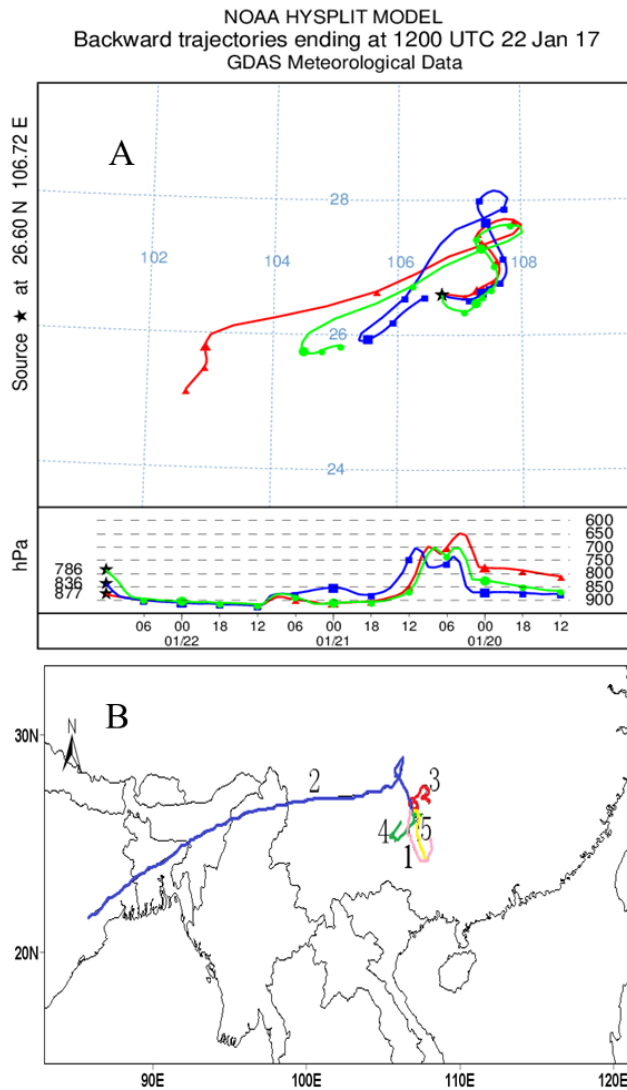 NOAA HYSPLIT MODEL
Backward trajectories ending at 1200 UTC 22 Jan 17
GDAS Meteorological Data
Source ★ at 26.60 N 106.72 E
A
28
102
104
106
108
26
24
hPa
600
650
700
750
800
850
900
786
836
877
06 00 18 12 06 00 18 12 06 00 18 12
01/22 01/21 01/20
B
30N
N
2
3
4
5
1
20N
90E 100E 110E 120E